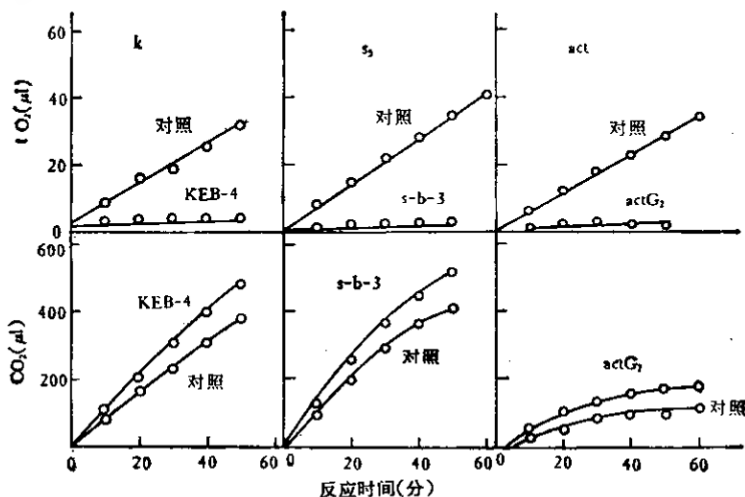 k s₃ act
60
对照 对照 对照
40
20
KEB-4 s-b-3 actG₂
0
O₂(μl)
600
KEB-4 s-b-3
400
对照 对照
actG₂
200
对照
CO₂(μl)
0 20 40 60 0 20 40 60 0 20 40 60
反应时间(分)